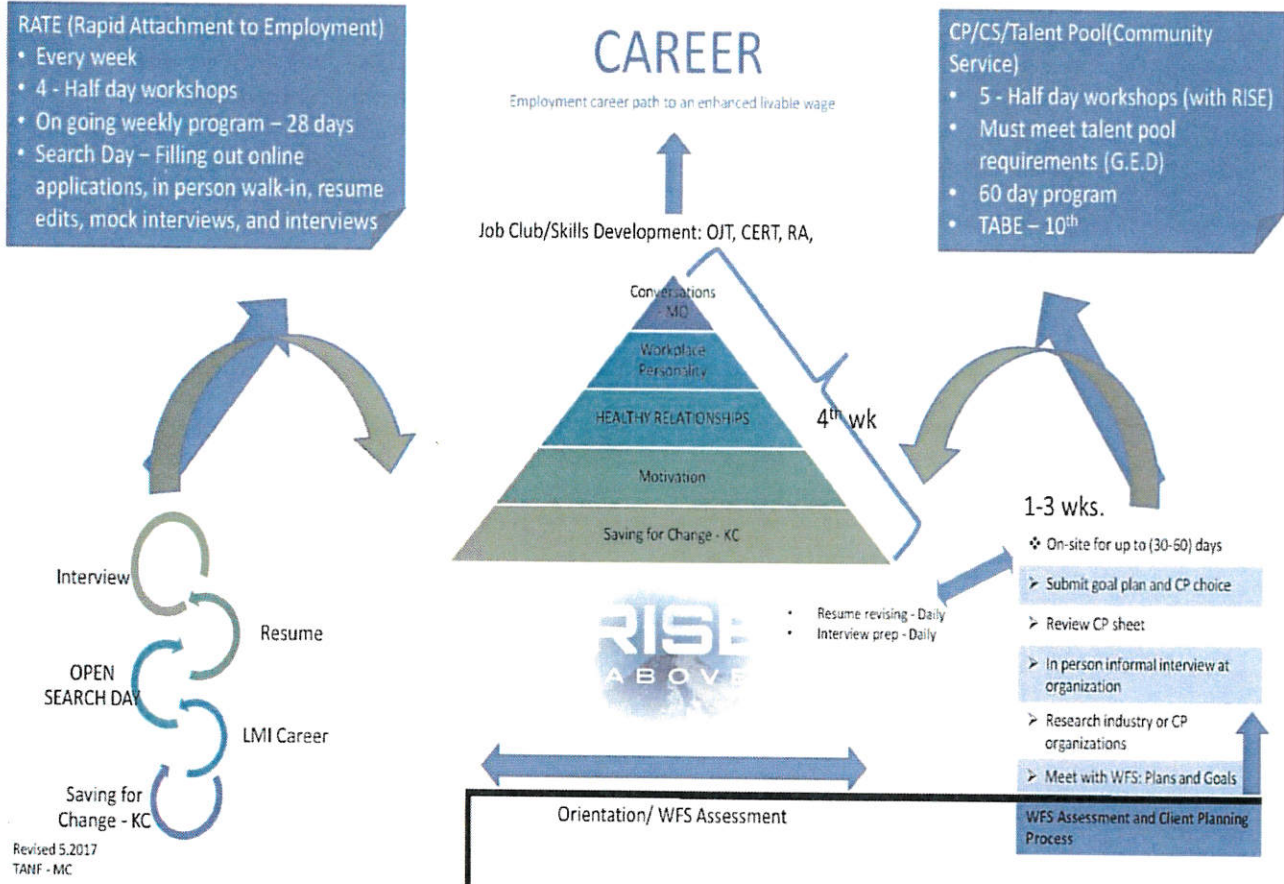 RATE (Rapid Attachment to Employment)
• Every week
• 4 - Half day workshops
• On going weekly program – 28 days
• Search Day – Filling out online
applications, in person walk-in, resume
edits, mock interviews, and interviews
CAREER
Employment career path to an enhanced livable wage
CP/CS/Talent Pool(Community
Service)
• 5 - Half day workshops (with RISE)
• Must meet talent pool
requirements (G.E.D)
• 60 day program
• TABE – 10th
Job Club/Skills Development: OJT, CERT, RA,
Conversations
- MO
Workplace
Personality
HEALTHY RELATIONSHIPS
Motivation
Saving for Change - KC
4th wk
Interview
Resume
OPEN
SEARCH DAY
LMI Career
Saving for
Change - KC
RISE
ABOVE
• Resume revising - Daily
• Interview prep - Daily
1-3 wks.
❖ On-site for up to (30-60) days
➢ Submit goal plan and CP choice
➢ Review CP sheet
➢ In person informal interview at
organization
➢ Research industry or CP
organizations
➢ Meet with WFS: Plans and Goals
WFS Assessment and Client Planning
Process
Orientation/ WFS Assessment
Revised 5.2017
TANF - MC